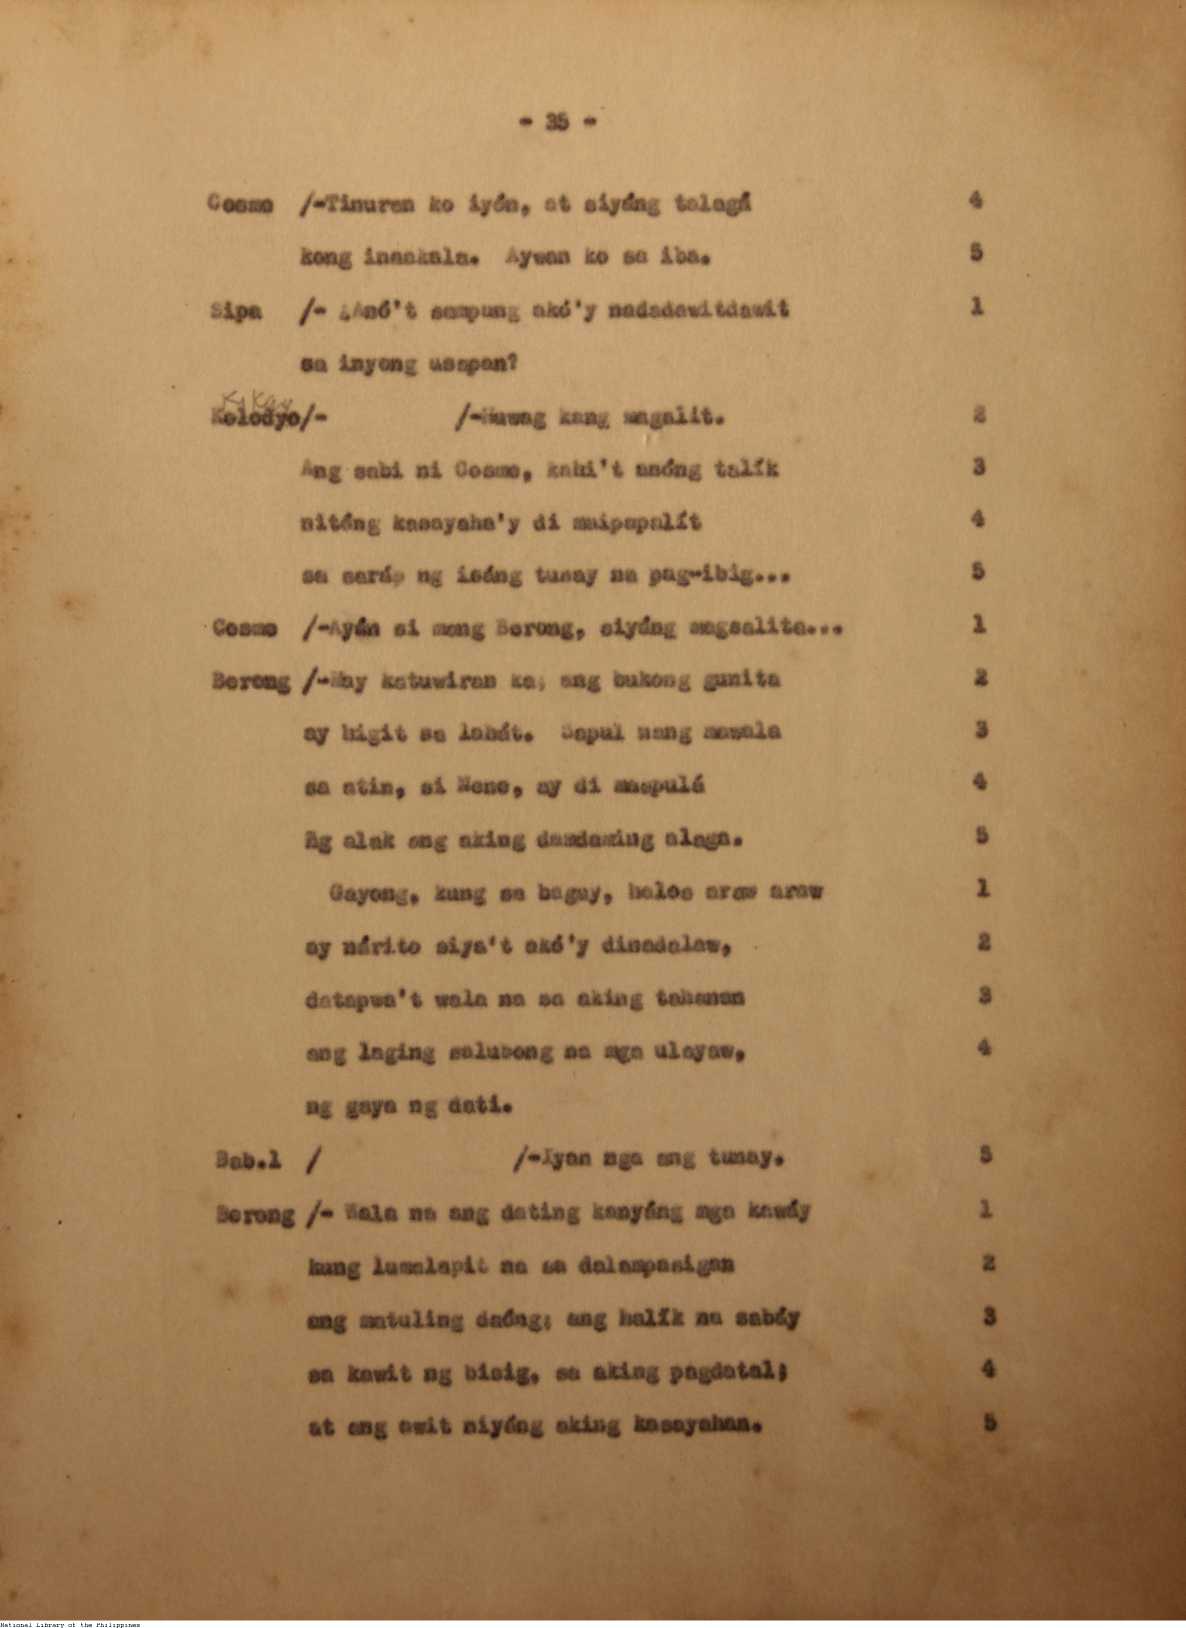 - 35 -
Cosme /-Tinuran ko iyón, at siyáng talagá 4
kong inaakala. Aywan ko sa iba. 5
Sipa /- ¿Anó't sampung akó'y nadadawitdawit 1
sa inyong usapan?
Kikay
Kolodyo/- /-Huwag kang magalit. 2
Ang sabi ni Cosme, kahi't anóng talík 3
nitóng kasayaha'y di maipapalít 4
sa saráp ng isáng tunay na pag-ibig... 5
Cosme /-Ayán si mang Berong, siyáng magsalita... 1
Berong /-May katuwiran ka; ang bukong gunita 2
ay higit sa lahát. Sapul nang mawala 3
sa atin, si Nene, ay di maapulá 4
Ng alak ang aking damdaming alaga. 5
Gayong, kung sa bagay, halos araw araw 1
ay nárito siya't akó'y dinadalaw, 2
datapwa't wala na sa aking tahanan 3
ang laging salubong na mga ulayaw, 4
ng gaya ng dati.
Bab.1 / /-Iyan nga ang tunay. 5
Berong /- Wala na ang dating kanyáng mga kawáy 1
kung lumalapit na sa dalampasigan 2
ang matuling daóng; ang halík na sabáy 3
sa kawit ng bisig, sa aking pagdatal; 4
at ang awit niyáng aking kasayahan. 5
National Library of the Philippines